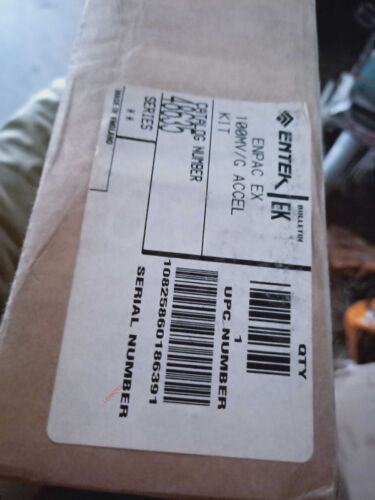 ENTEK
BULLETIN
EK
QTY
1
ENPAC EX
100MV/G ACCEL
KIT
UPC NUMBER
10825860186391
CATALOG NUMBER
SERIES
SERIAL NUMBER
MADE IN
ENGLAND